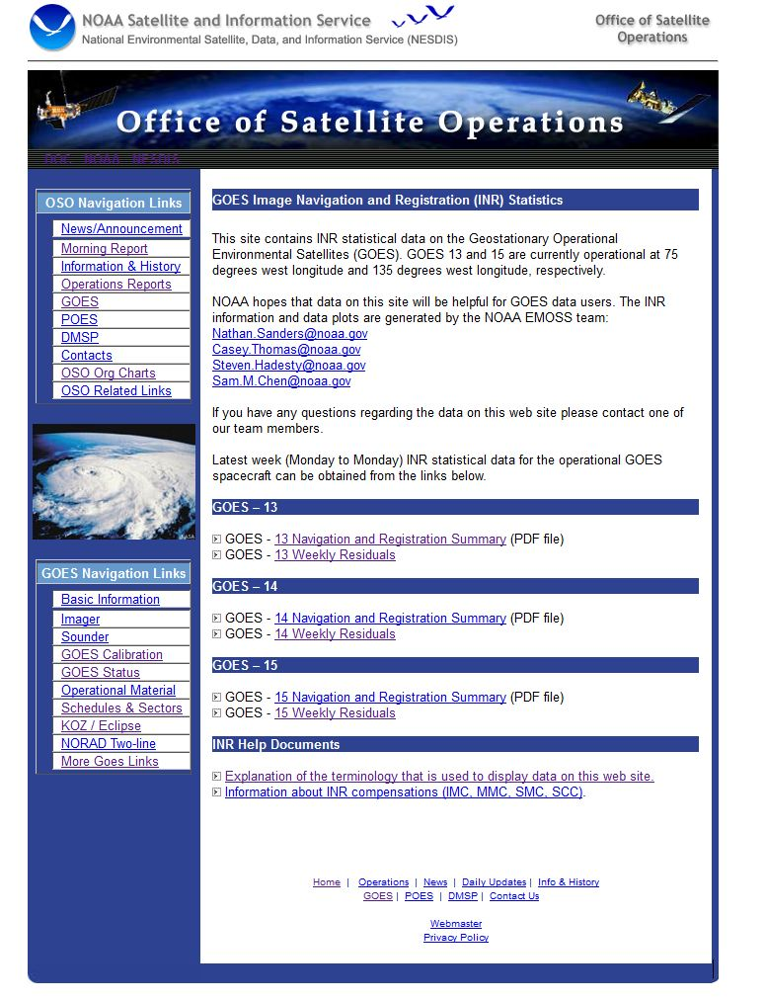 NOAA Satellite and Information Service
National Environmental Satellite, Data, and Information Service (NESDIS)
Office of Satellite
Operations
Office of Satellite Operations
DOC NOAA NESDIS
OSO Navigation Links
News/Announcement
Morning Report
Information & History
Operations Reports
GOES
POES
DMSP
Contacts
OSO Org Charts
OSO Related Links
NASA
GOES Navigation Links
Basic Information
Imager
Sounder
GOES Calibration
GOES Status
Operational Material
Schedules & Sectors
KOZ / Eclipse
NORAD Two-line
More Goes Links
GOES Image Navigation and Registration (INR) Statistics
This site contains INR statistical data on the Geostationary Operational
Environmental Satellites (GOES). GOES 13 and 15 are currently operational at 75
degrees west longitude and 135 degrees west longitude, respectively.
NOAA hopes that data on this site will be helpful for GOES data users. The INR
information and data plots are generated by the NOAA EMOSS team:
Nathan.Sanders@noaa.gov
Casey.Thomas@noaa.gov
Steven.Hadesty@noaa.gov
Sam.M.Chen@noaa.gov
If you have any questions regarding the data on this web site please contact one of
our team members.
Latest week (Monday to Monday) INR statistical data for the operational GOES
spacecraft can be obtained from the links below.
GOES – 13
GOES - 13 Navigation and Registration Summary (PDF file)
GOES - 13 Weekly Residuals
GOES – 14
GOES - 14 Navigation and Registration Summary (PDF file)
GOES - 14 Weekly Residuals
GOES – 15
GOES - 15 Navigation and Registration Summary (PDF file)
GOES - 15 Weekly Residuals
INR Help Documents
Explanation of the terminology that is used to display data on this web site.
Information about INR compensations (IMC, MMC, SMC, SCC).
Home | Operations | News | Daily Updates | Info & History
GOES | POES | DMSP | Contact Us
Webmaster
Privacy Policy